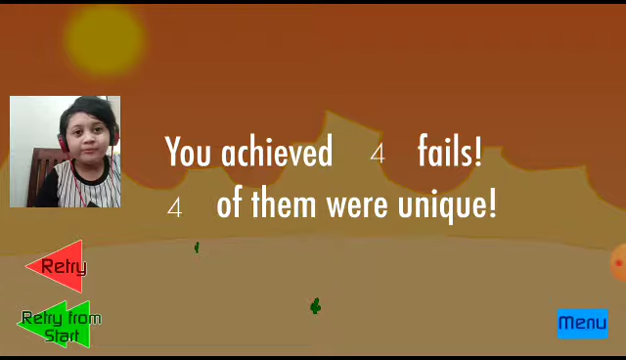 You achieved 4 fails!
4 of them were unique!
Retry
Retry from
Start
Menu